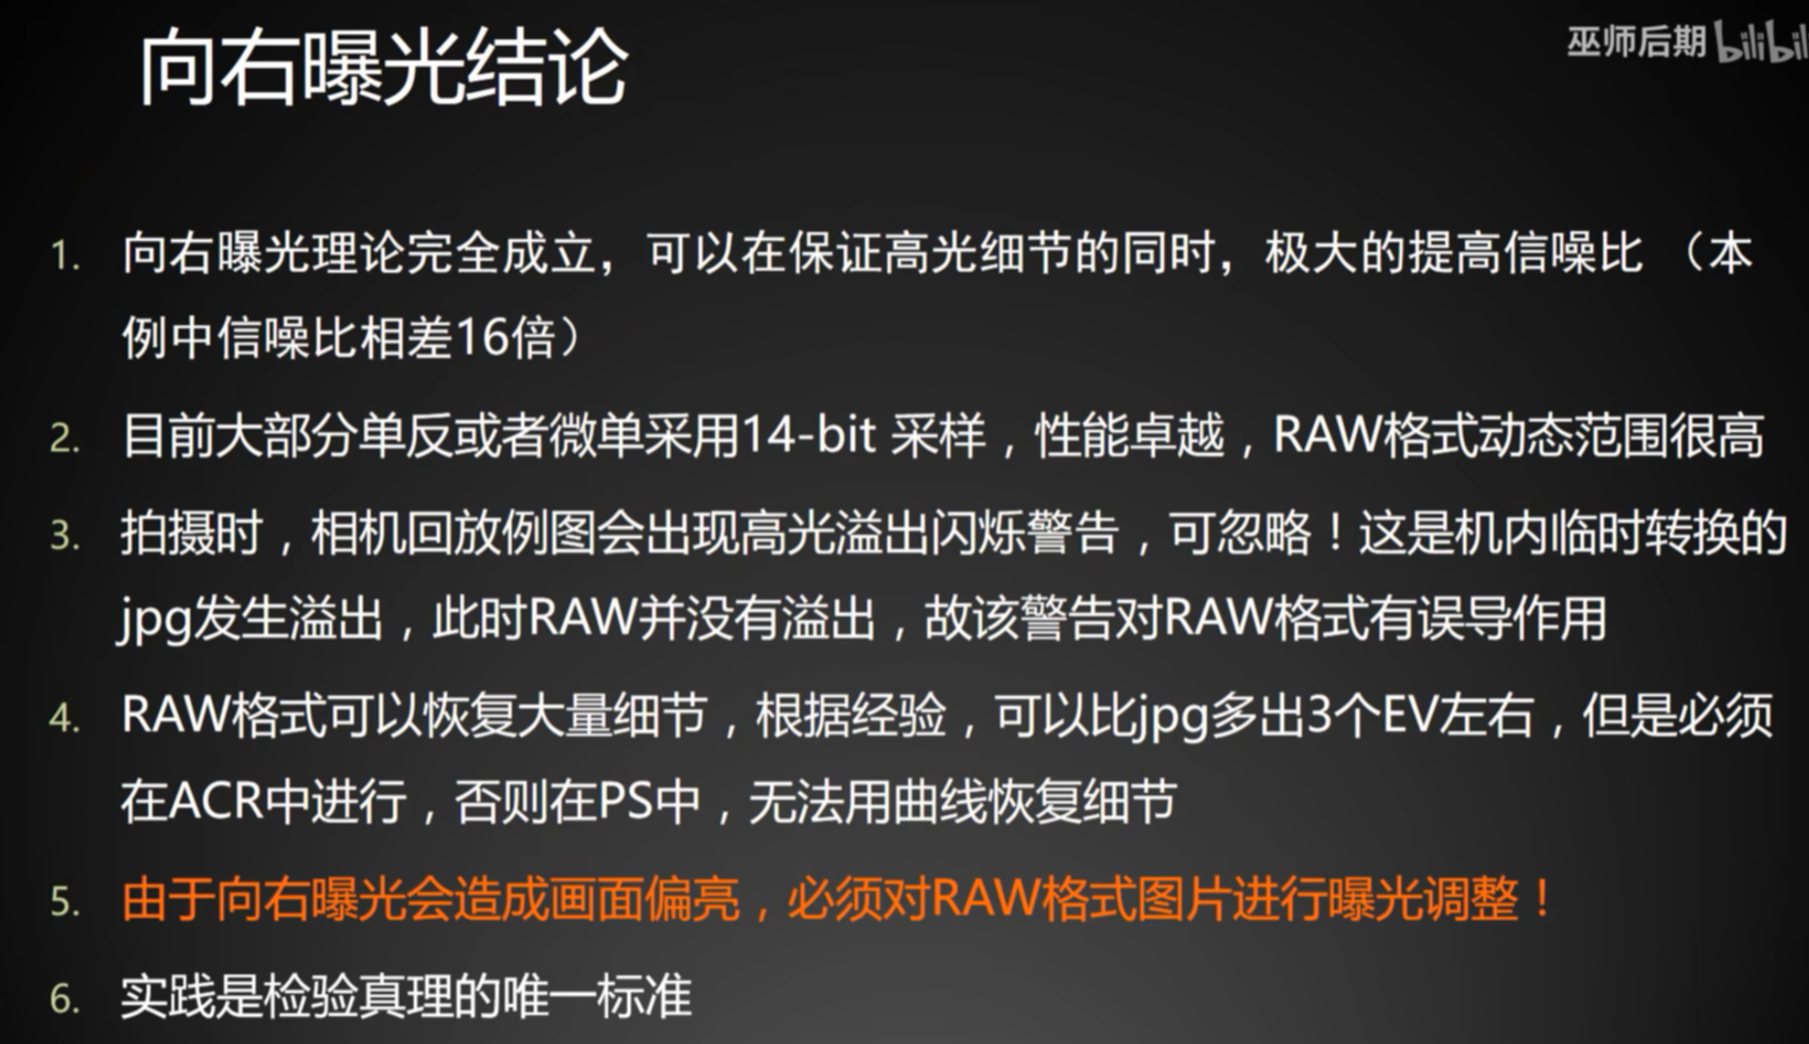 向右曝光结论
巫师后期 bilibil
1. 向右曝光理论完全成立，可以在保证高光细节的同时，极大的提高信噪比 （本
例中信噪比相差16倍）
2. 目前大部分单反或者微单采用14-bit 采样，性能卓越，RAW格式动态范围很高
3. 拍摄时，相机回放例图会出现高光溢出闪烁警告，可忽略！这是机内临时转换的
jpg发生溢出，此时RAW并没有溢出，故该警告对RAW格式有误导作用
4. RAW格式可以恢复大量细节，根据经验，可以比jpg多出3个EV左右，但是必须
在ACR中进行，否则在PS中，无法用曲线恢复细节
5. 由于向右曝光会造成画面偏亮，必须对RAW格式图片进行曝光调整！
6. 实践是检验真理的唯一标准